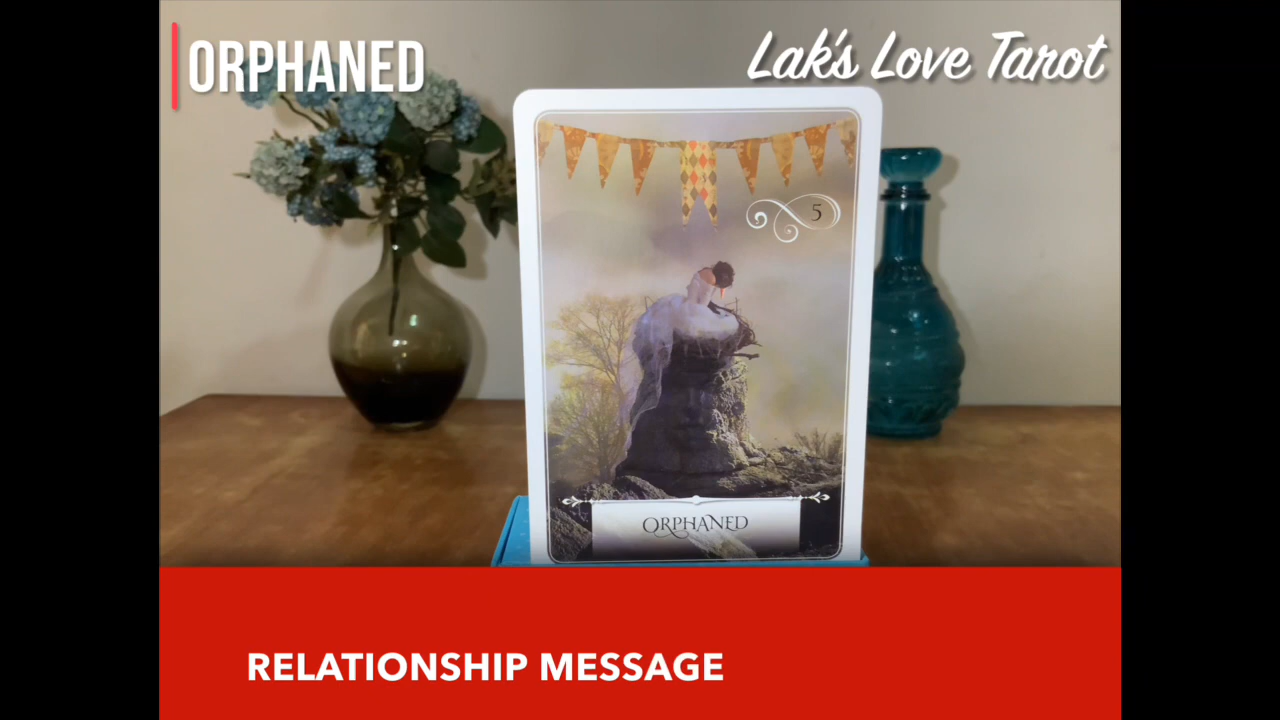 ORPHANED
Lak's Love Tarot
5
ORPHANED
RELATIONSHIP MESSAGE